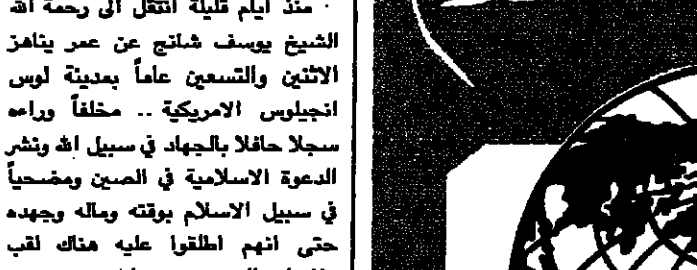 · منذ ايام قليلة انتقل الى رحمة الله
الشيخ يوسف شانج عن عمر يناهز
الاثنين والتسعين عاماً بمدينة لوس
انجيلوس الامريكية .. مخلفاً وراءه
سجلا حافلا بالجهاد في سبيل الله ونشر
الدعوة الاسلامية في الصين ومضحياً
في سبيل الاسلام بوقته وماله وجهده
حتى انهم اطلقوا عليه هناك لقب